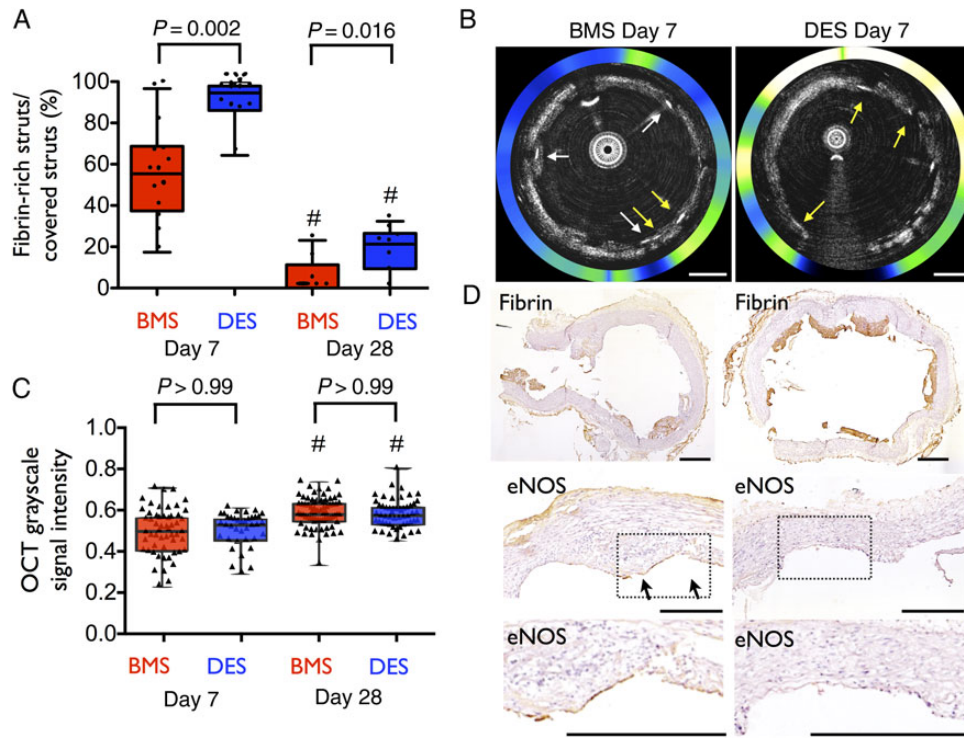 A
P = 0.002
P = 0.016
Fibrin-rich struts/
covered struts (%)
100
80
60
40
20
0
#
#
BMS
DES
BMS
DES
Day 7
Day 28
B
BMS Day 7
DES Day 7
C
P > 0.99
P > 0.99
OCT grayscale
signal intensity
1.0
0.8
0.6
0.4
0.2
0.0
#
#
BMS
DES
BMS
DES
Day 7
Day 28
D
Fibrin
Fibrin
eNOS
eNOS
eNOS
eNOS